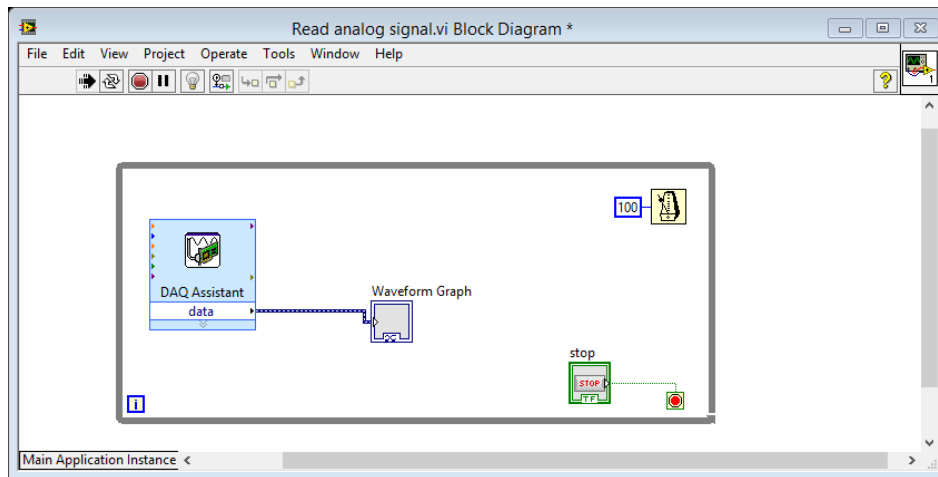 Read analog signal.vi Block Diagram *
File Edit View Project Operate Tools Window Help
?
1
100
DAQ Assistant
data
Waveform Graph
stop
STOP
TF
i
Main Application Instance